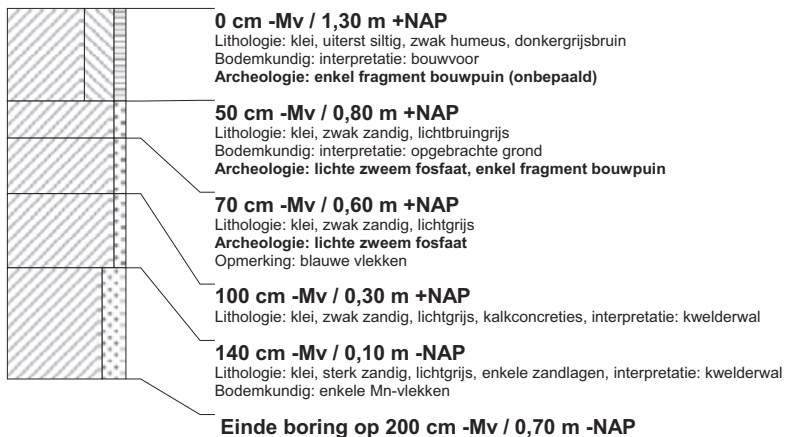 0 cm -Mv / 1,30 m +NAP
Lithologie: klei, uiterst siltig, zwak humeus, donkergrijsbruin
Bodemkundig: interpretatie: bouwvoor
Archeologie: enkel fragment bouwpuin (onbepaald)
50 cm -Mv / 0,80 m +NAP
Lithologie: klei, zwak zandig, lichtbruingrijs
Bodemkundig: interpretatie: opgebrachte grond
Archeologie: lichte zweem fosfaat, enkel fragment bouwpuin
70 cm -Mv / 0,60 m +NAP
Lithologie: klei, zwak zandig, lichtgrijs
Archeologie: lichte zweem fosfaat
Opmerking: blauwe vlekken
100 cm -Mv / 0,30 m +NAP
Lithologie: klei, zwak zandig, lichtgrijs, kalkconcreties, interpretatie: kwelderwal
140 cm -Mv / 0,10 m -NAP
Lithologie: klei, sterk zandig, lichtgrijs, enkele zandlagen, interpretatie: kwelderwal
Bodemkundig: enkele Mn-vlekken
Einde boring op 200 cm -Mv / 0,70 m -NAP